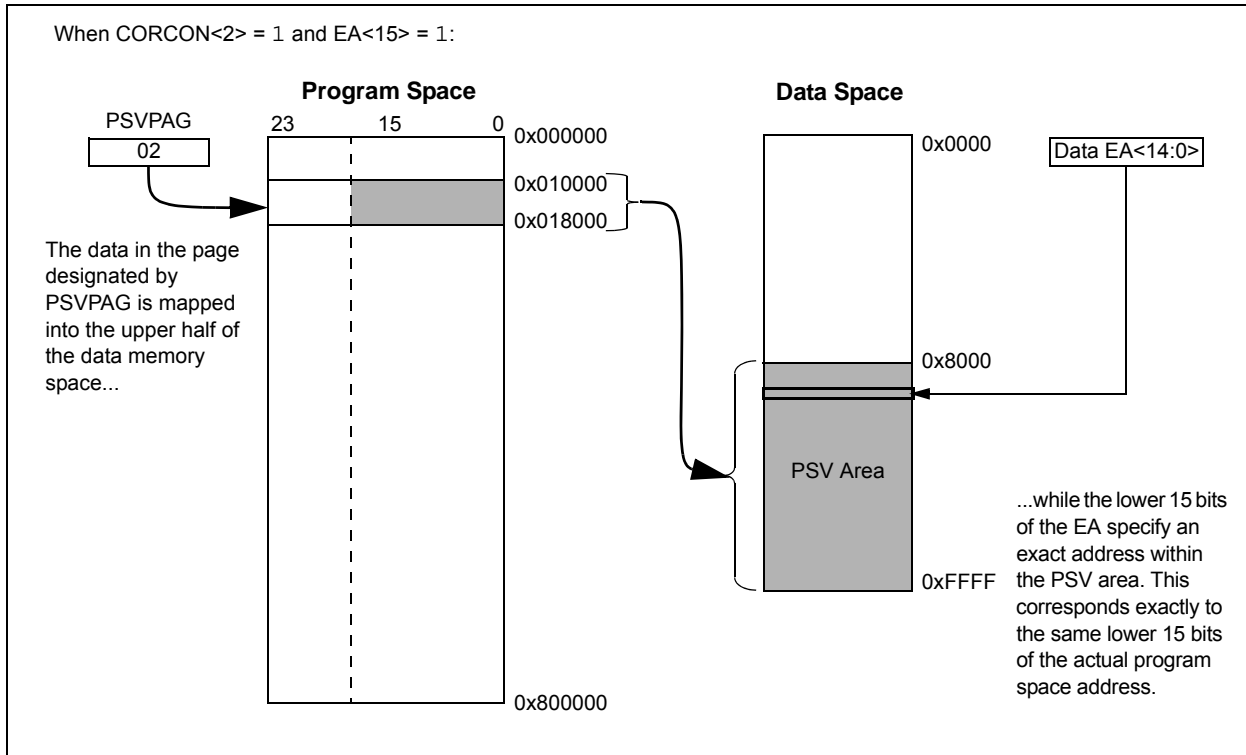 When CORCON<2> = 1 and EA<15> = 1:
Program Space
Data Space
PSVPAG
02
23
15
0
0x000000
0x010000
0x018000
0x800000
The data in the page
designated by
PSVPAG is mapped
into the upper half of
the data memory
space...
0x0000
0x8000
0xFFFF
PSV Area
Data EA<14:0>
...while the lower 15 bits
of the EA specify an
exact address within
the PSV area. This
corresponds exactly to
the same lower 15 bits
of the actual program
space address.